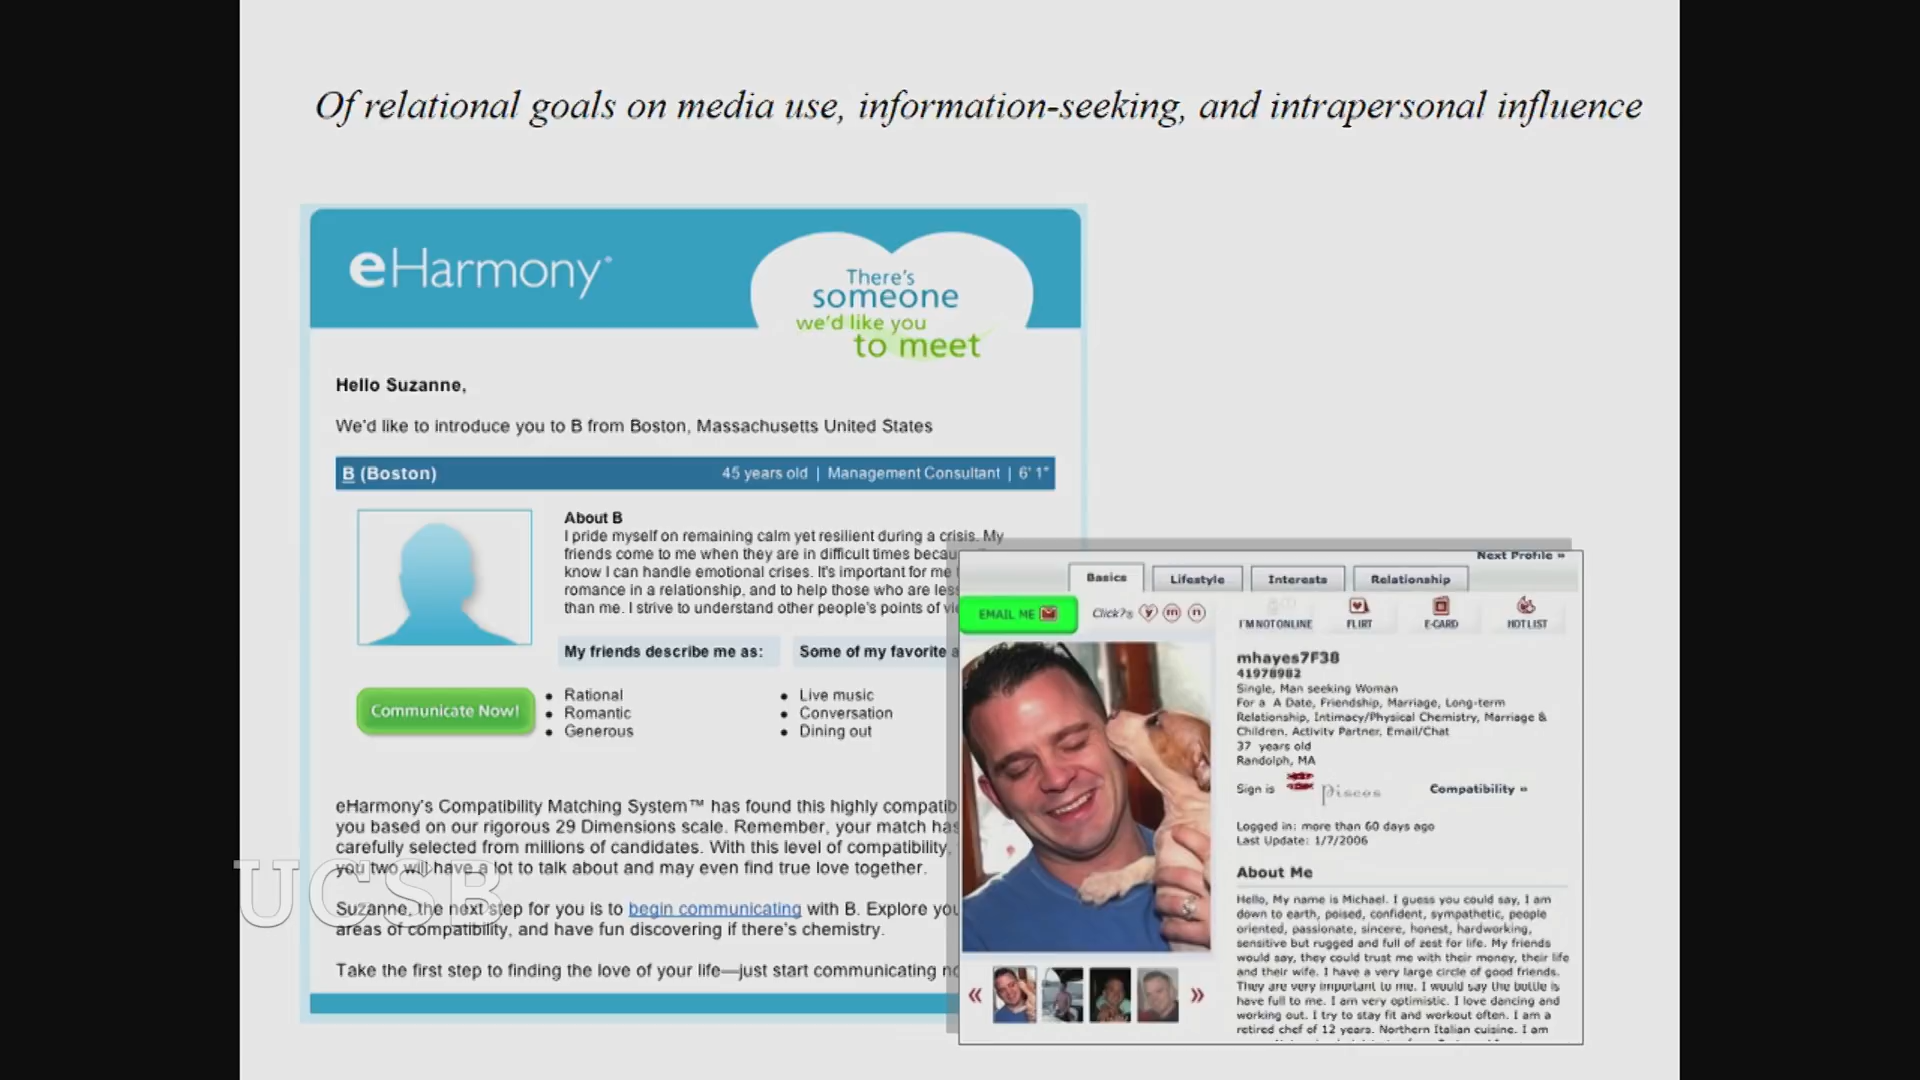 Of relational goals on media use, information-seeking, and intrapersonal influence
eHarmony
There's
someone
we'd like you
to meet
Hello Suzanne,
We'd like to introduce you to B from Boston, Massachusetts United States
B (Boston) 45 years old | Management Consultant | 6' 1"
About B
I pride myself on remaining calm yet resilient during a crisis. My
friends come to me when they are in difficult times
know I can handle emotional crises. It's important for me
romance in a relationship, and to help those who are
than me. I strive to understand other people's points of
My friends describe me as: Some of my favorite
Communicate Now!
• Rational
• Romantic
• Generous
• Live music
• Conversation
• Dining out
eHarmony's Compatibility Matching System™ has found this highly
you based on our rigorous 29 Dimensions scale. Remember, your match
carefully selected from millions of candidates. With this level of compatibility,
you two will have a lot to talk about and may even find true love together.
Suzanne, the next step for you is to begin communicating with B. Explore
areas of compatibility, and have fun discovering if there's chemistry.
Take the first step to finding the love of your life—just start communicating
UCSB
Next Profile »
Basics Lifestyle Interests Relationship
EMAIL ME Click?s y m n I'M NOT ONLINE FLIRT E-CARD HOT LIST
mhayes7F38
41978982
Single, Man seeking Woman
For a A Date, Friendship, Marriage, Long-term
Relationship, Intimacy/Physical Chemistry, Marriage &
Children, Activity Partner, Email/Chat
37 years old
Randolph, MA
Sign is Pisces Compatibility »
Logged in: more than 60 days ago
Last Update: 1/7/2006
About Me
Hello, My name is Michael. I guess you could say, I am
down to earth, poised, confident, sympathetic, people
oriented, passionate, sincere, honest, hardworking,
sensitive but rugged and full of zest for life. My friends
would say, they could trust me with their money, their life
and their wife. I have a very large circle of good friends.
They are very important to me. I would say the bottle is
have full to me. I am very optimistic. I love dancing and
working out. I try to stay fit and workout often. I am a
retired chef of 12 years. Northern Italian cuisine. I am